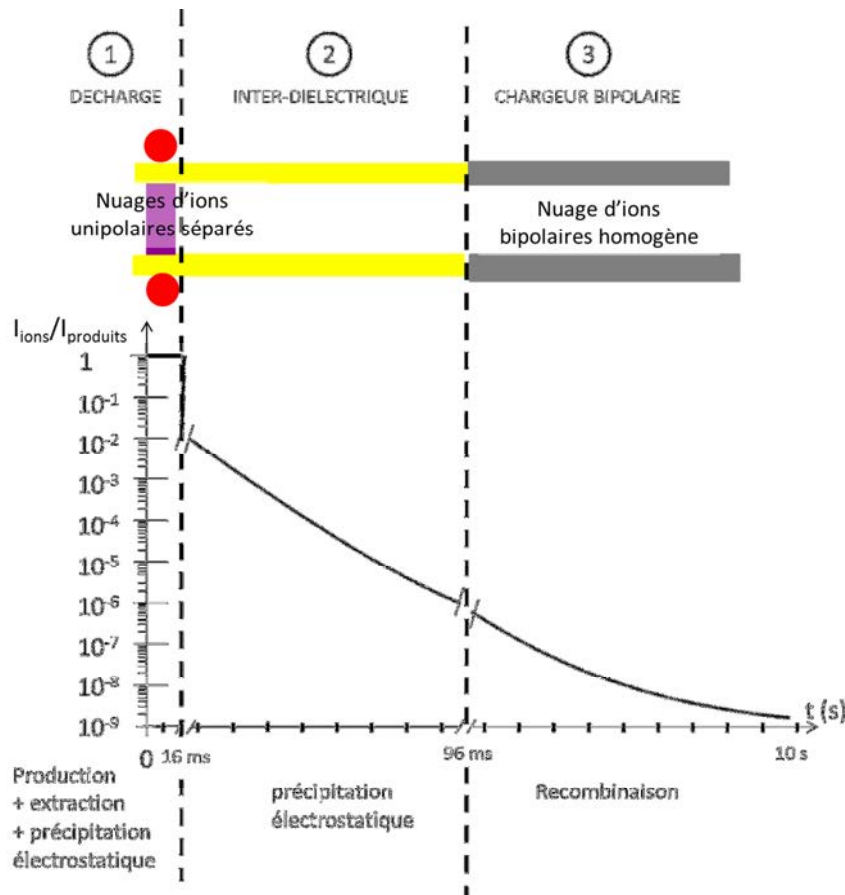 1
2
3
DECHARGE
INTER-DIELECTRIQUE
CHARGEUR BIPOLAIRE
Nuages d'ions
unipolaires séparés
Nuage d'ions
bipolaires homogène
I_ions/I_produits
1
10⁻¹
10⁻²
10⁻³
10⁻⁴
10⁻⁵
10⁻⁶
10⁻⁷
10⁻⁸
10⁻⁹
t (s)
0
16 ms
96 ms
10 s
Production
+ extraction
+ précipitation
électrostatique
précipitation
électrostatique
Recombinaison